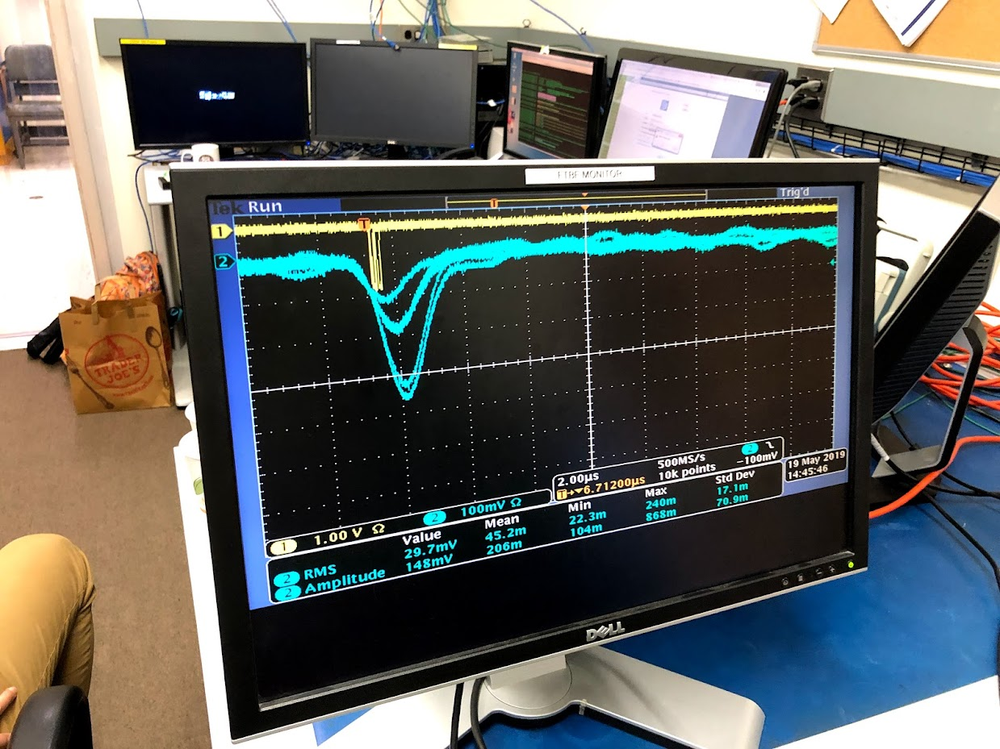 FTBF MONITOR
Tek Run
Trig'd
T
T
1
2
2.00μs
500MS/s
2
T→▼6.71200μs
10k points
100mV
19 May 2019
14:45:46
1 1.00 V Ω
2 100mV Ω
Value Mean Min Max Std Dev
2 RMS 29.7mV 45.2m 22.3m 240m 17.1m
2 Amplitude 148mV 206m 104m 868m 70.9m
DELL
TRADER
JOE'S